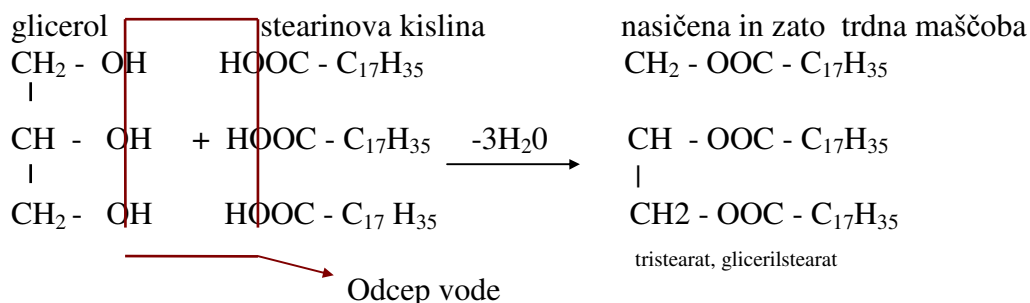 glicerol stearinova kislina nasičena in zato trdna maščoba
CH₂ - OH HOOC - C₁₇H₃₅ CH₂ - OOC - C₁₇H₃₅
CH - OH + HOOC - C₁₇H₃₅ -3H₂0 CH - OOC - C₁₇H₃₅
CH₂ - OH HOOC - C₁₇ H₃₅ CH2 - OOC - C₁₇H₃₅
tristearat, glicerilstearat
Odcep vode